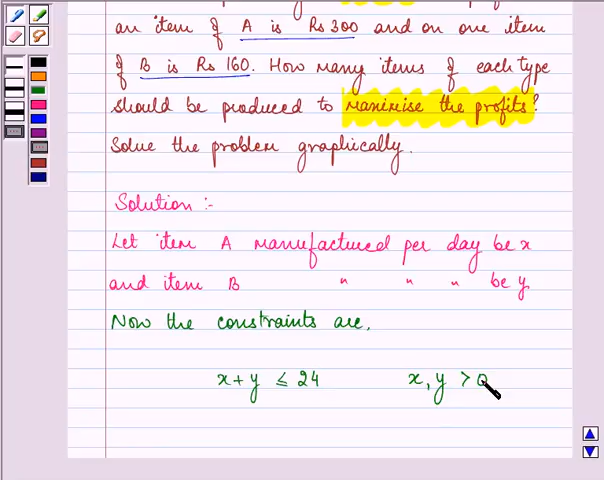 an item of A is Rs 300 and on one item
of B is Rs 160. How many items of each type
should be produced to maximise the profits?
Solve the problem graphically.
Solution :-
Let item A manufactured per day be x
and item B " " " be y
Now the constraints are,
x + y ≤ 24 x, y > 0